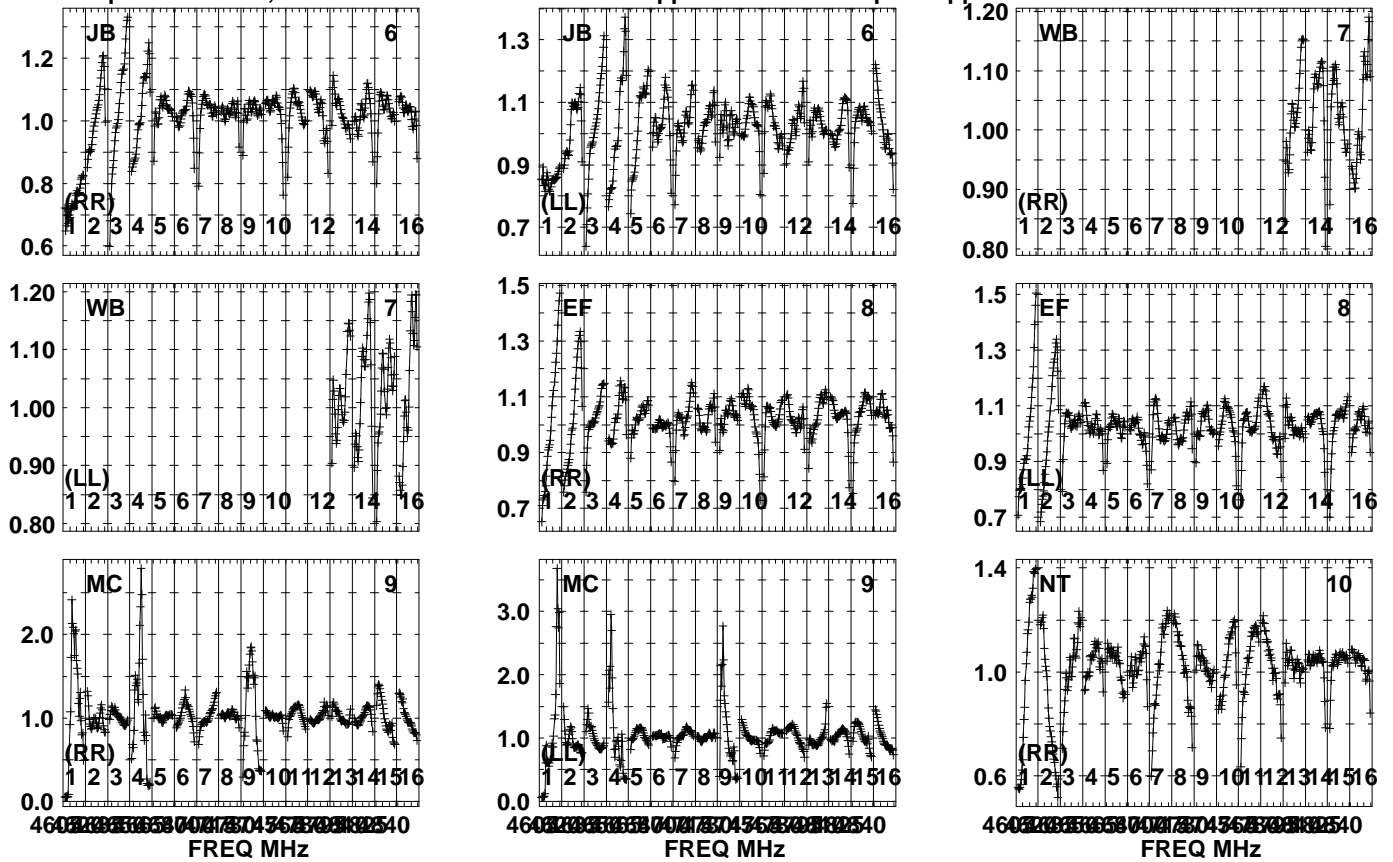 JB 6
JB 6
WB 7
1.2
1.0
0.8
0.6
(RR)
1 2 3 4 5 6 7 8 9 10 12 14 16
1.3
1.1
0.9
0.7
(LL)
1 2 3 4 5 6 7 8 9 10 12 14 16
1.20
1.10
1.00
0.90
0.80
(RR)
1 2 3 4 5 6 7 8 9 10 12 14 16
WB 7
EF 8
EF 8
1.20
1.10
1.00
0.90
0.80
(LL)
1 2 3 4 5 6 7 8 9 10 12 14 16
1.5
1.3
1.1
0.9
0.7
(RR)
1 2 3 4 5 6 7 8 9 10 12 14 16
1.5
1.3
1.1
0.9
0.7
(LL)
1 2 3 4 5 6 7 8 9 10 12 14 16
MC 9
MC 9
NT 10
2.0
1.0
0.0
(RR)
1 2 3 4 5 6 7 8 9 10 11 12 13 14 15 16
3.0
2.0
1.0
0.0
(LL)
1 2 3 4 5 6 7 8 9 10 11 12 13 14 15 16
1.4
1.0
0.6
(RR)
1 2 3 4 5 6 7 8 9 10 11 12 13 14 15 16
FREQ MHz
FREQ MHz
FREQ MHz